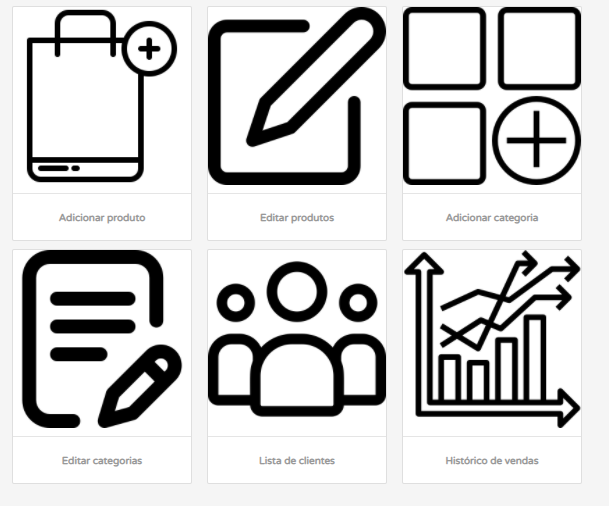 Adicionar produto
Editar produtos
Adicionar categoria
Editar categorias
Lista de clientes
Histórico de vendas